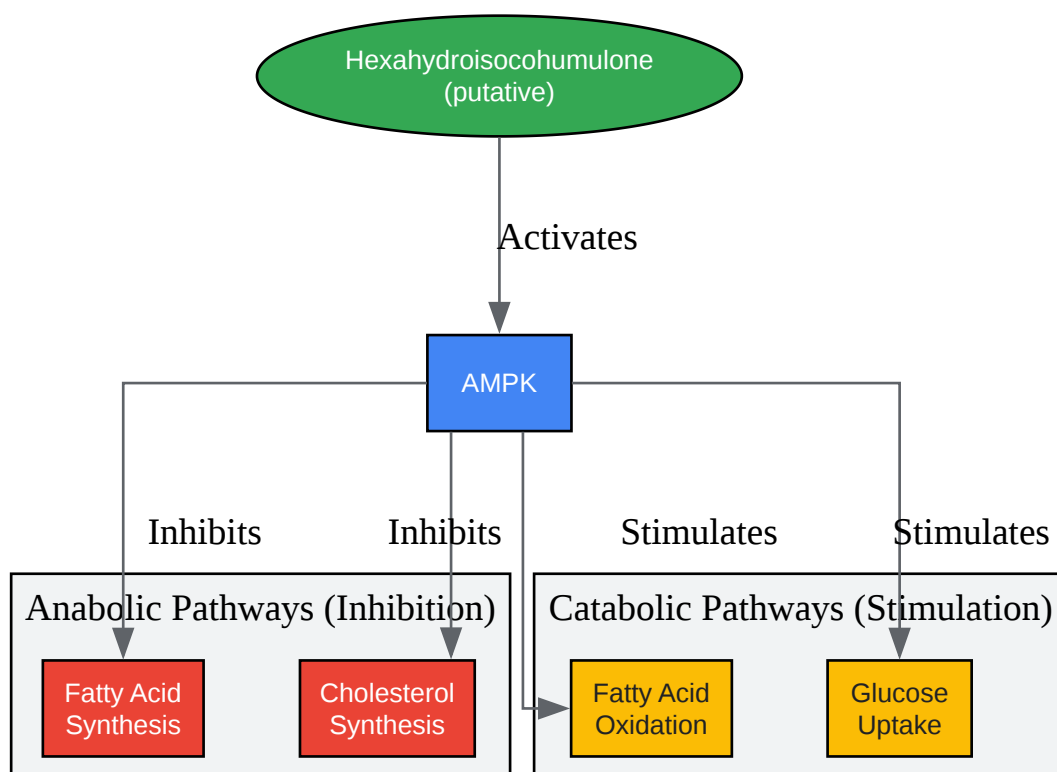 Hexahydroisocohumulone
(putative)
Activates
AMPK
Inhibits
Inhibits
Stimulates
Stimulates
Anabolic Pathways (Inhibition)
Catabolic Pathways (Stimulation)
Fatty Acid
Synthesis
Cholesterol
Synthesis
Fatty Acid
Oxidation
Glucose
Uptake